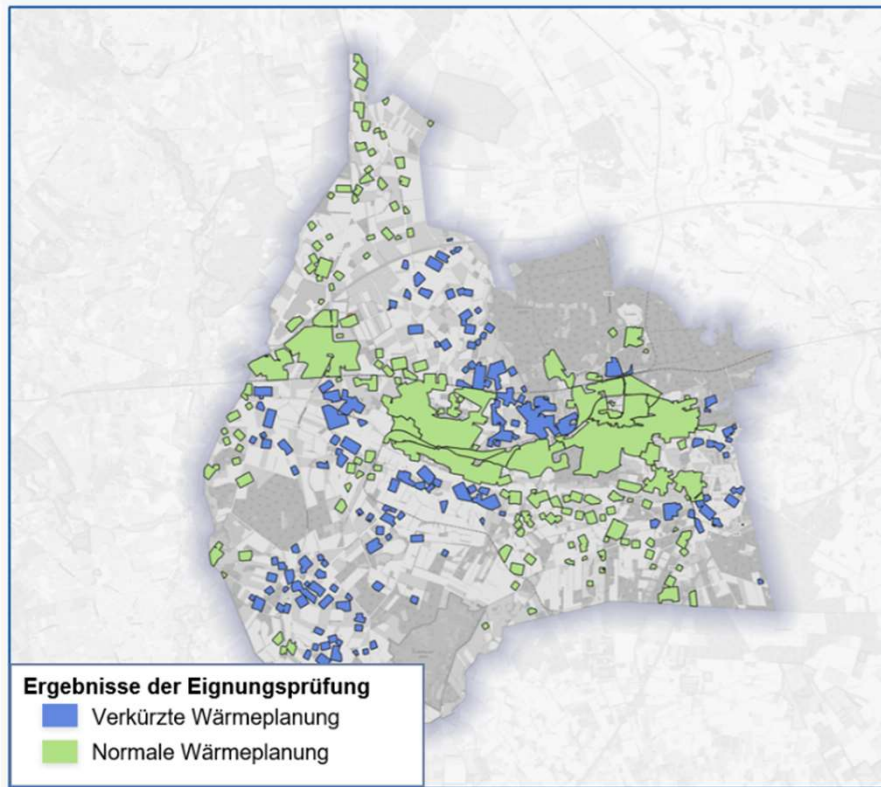 Ergebnisse der Eignungsprüfung
Verkürzte Wärmeplanung
Normale Wärmeplanung